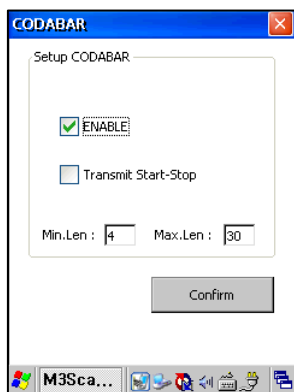 CODABAR
Setup CODABAR
ENABLE
Transmit Start-Stop
Min.Len : 4 Max.Len : 30
Confirm
M3Sca...